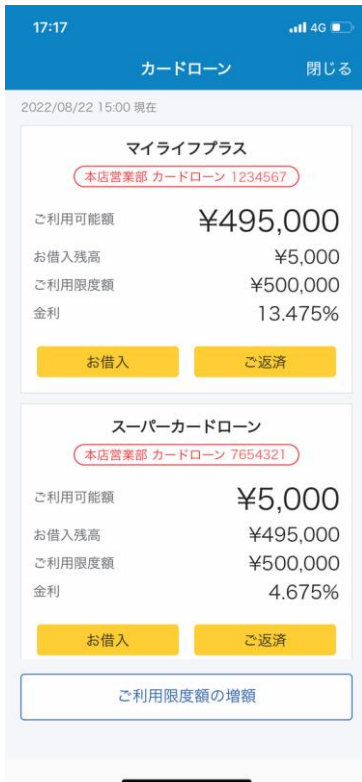 17:17 4G
カードローン 閉じる
2022/08/22 15:00 現在
マイライフプラス
本店営業部 カードローン 1234567
ご利用可能額 ¥495,000
お借入残高 ¥5,000
ご利用限度額 ¥500,000
金利 13.475%
お借入 ご返済
スーパーカードローン
本店営業部 カードローン 7654321
ご利用可能額 ¥5,000
お借入残高 ¥495,000
ご利用限度額 ¥500,000
金利 4.675%
お借入 ご返済
ご利用限度額の増額